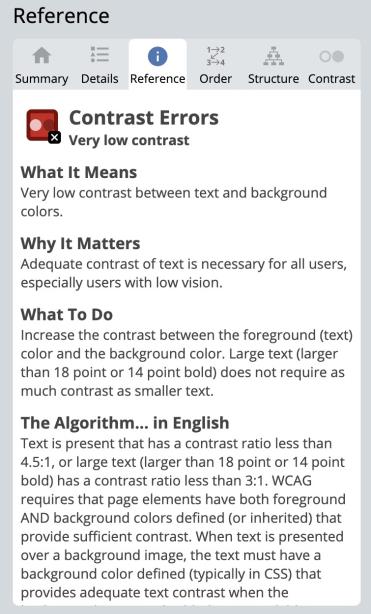 Reference
Summary Details Reference Order Structure Contrast
Contrast Errors
Very low contrast
What It Means
Very low contrast between text and background
colors.
Why It Matters
Adequate contrast of text is necessary for all users,
especially users with low vision.
What To Do
Increase the contrast between the foreground (text)
color and the background color. Large text (larger
than 18 point or 14 point bold) does not require as
much contrast as smaller text.
The Algorithm... in English
Text is present that has a contrast ratio less than
4.5:1, or large text (larger than 18 point or 14 point
bold) has a contrast ratio less than 3:1. WCAG
requires that page elements have both foreground
AND background colors defined (or inherited) that
provide sufficient contrast. When text is presented
over a background image, the text must have a
background color defined (typically in CSS) that
provides adequate text contrast when the